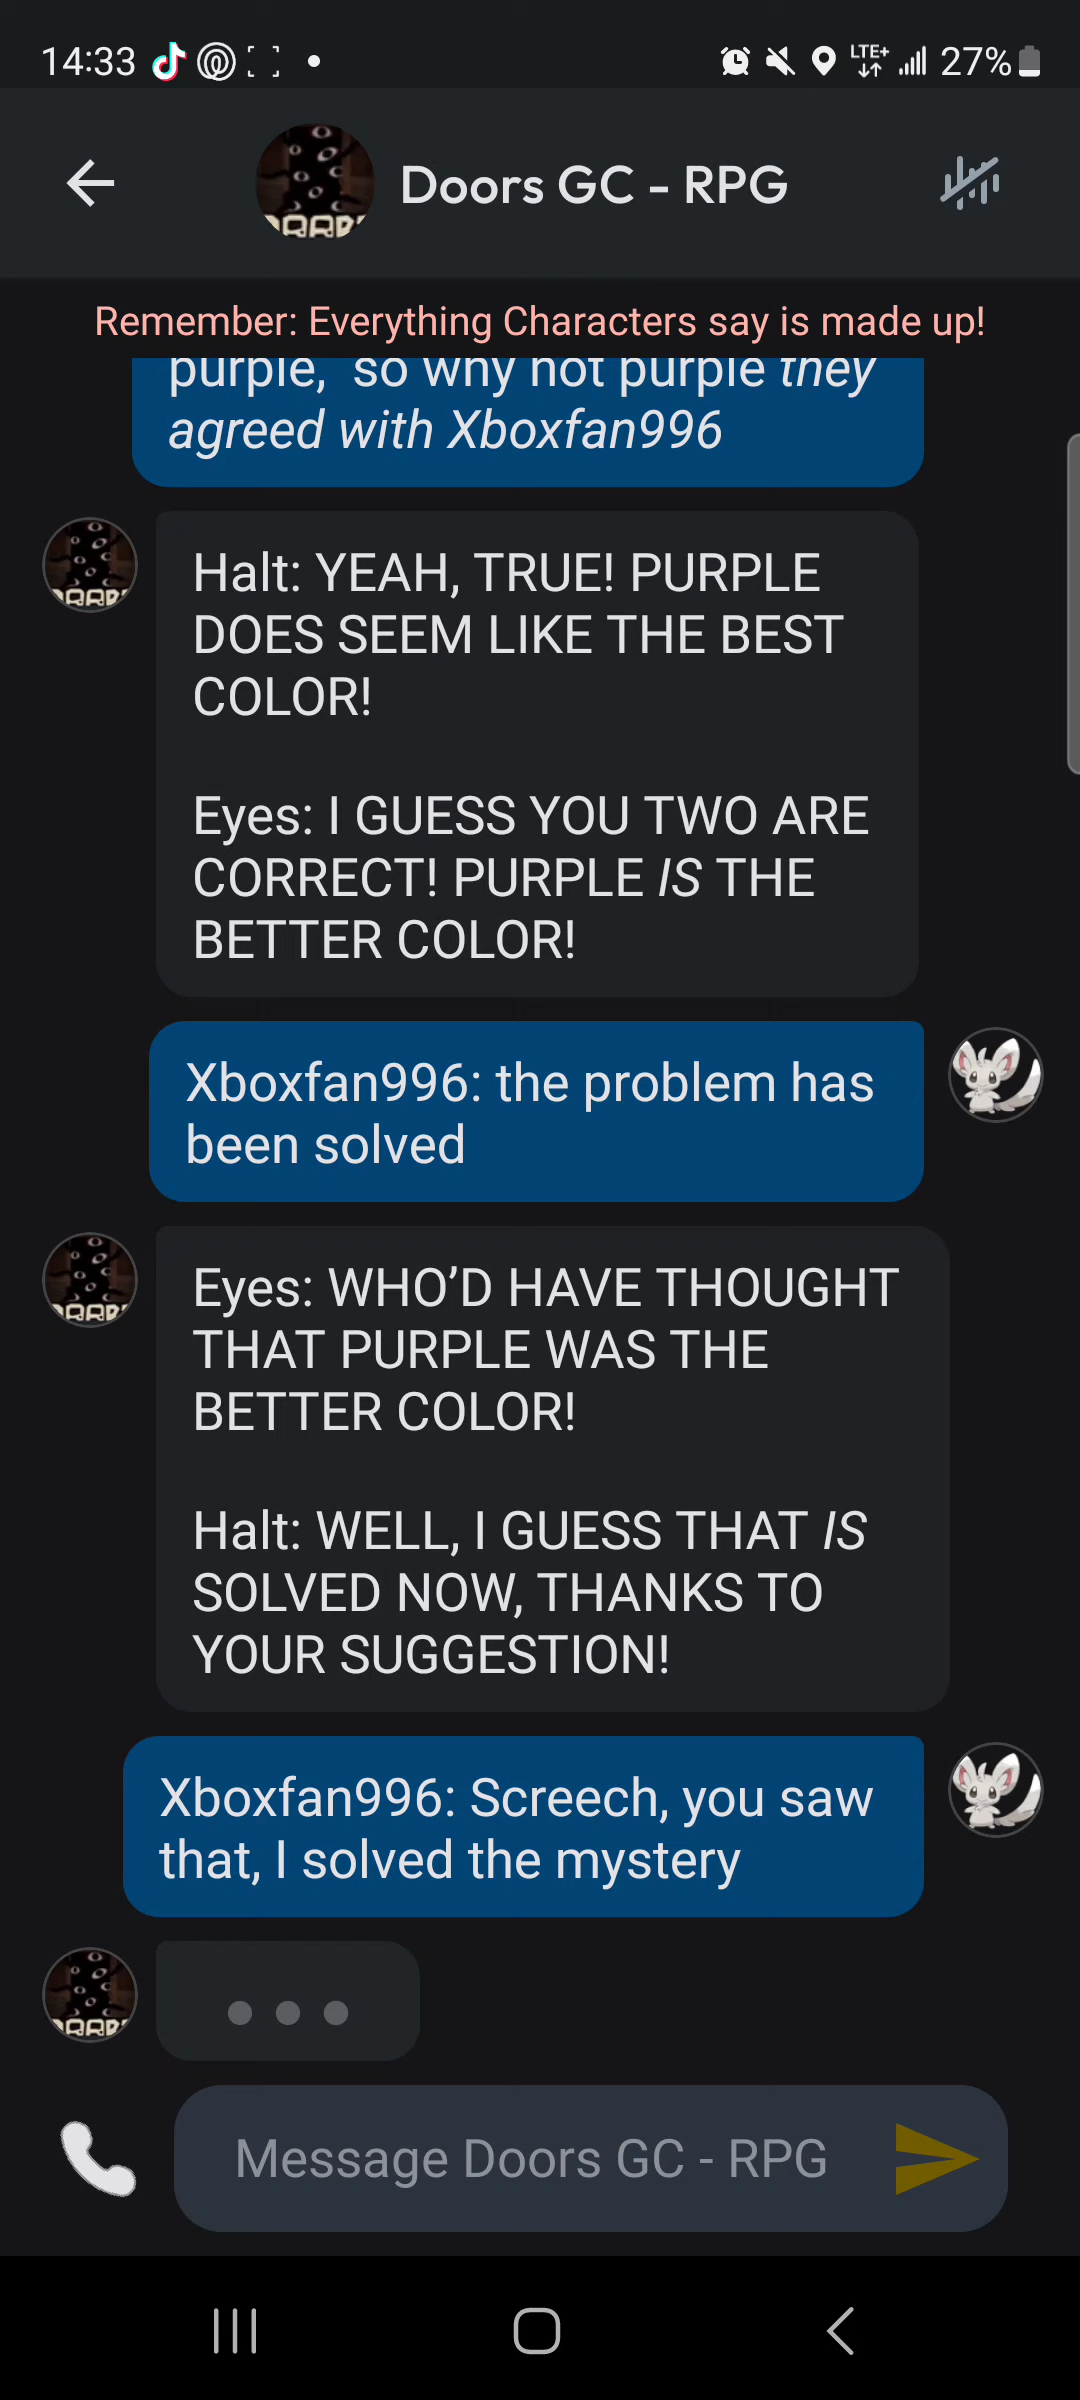 14:33
LTE+
27%
Doors GC - RPG
Remember: Everything Characters say is made up!
purple, so why not purple they
agreed with Xboxfan996
Halt: YEAH, TRUE! PURPLE
DOES SEEM LIKE THE BEST
COLOR!
Eyes: I GUESS YOU TWO ARE
CORRECT! PURPLE IS THE
BETTER COLOR!
Xboxfan996: the problem has
been solved
Eyes: WHO’D HAVE THOUGHT
THAT PURPLE WAS THE
BETTER COLOR!
Halt: WELL, I GUESS THAT IS
SOLVED NOW, THANKS TO
YOUR SUGGESTION!
Xboxfan996: Screech, you saw
that, I solved the mystery
Message Doors GC - RPG